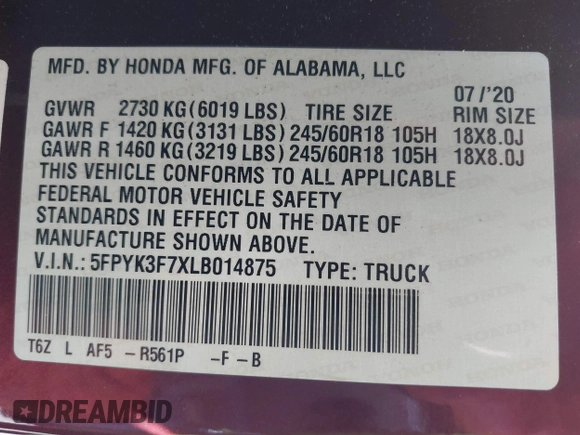 MFD. BY HONDA MFG. OF ALABAMA, LLC
07/'20
GVWR 2730 KG (6019 LBS) TIRE SIZE RIM SIZE
GAWR F 1420 KG (3131 LBS) 245/60R18 105H 18X8.0J
GAWR R 1460 KG (3219 LBS) 245/60R18 105H 18X8.0J
THIS VEHICLE CONFORMS TO ALL APPLICABLE
FEDERAL MOTOR VEHICLE SAFETY
STANDARDS IN EFFECT ON THE DATE OF
MANUFACTURE SHOWN ABOVE.
V.I.N.: 5FPYK3F7XLB014875 TYPE: TRUCK
T6Z L AF5 -R561P -F-B
DREAMBID